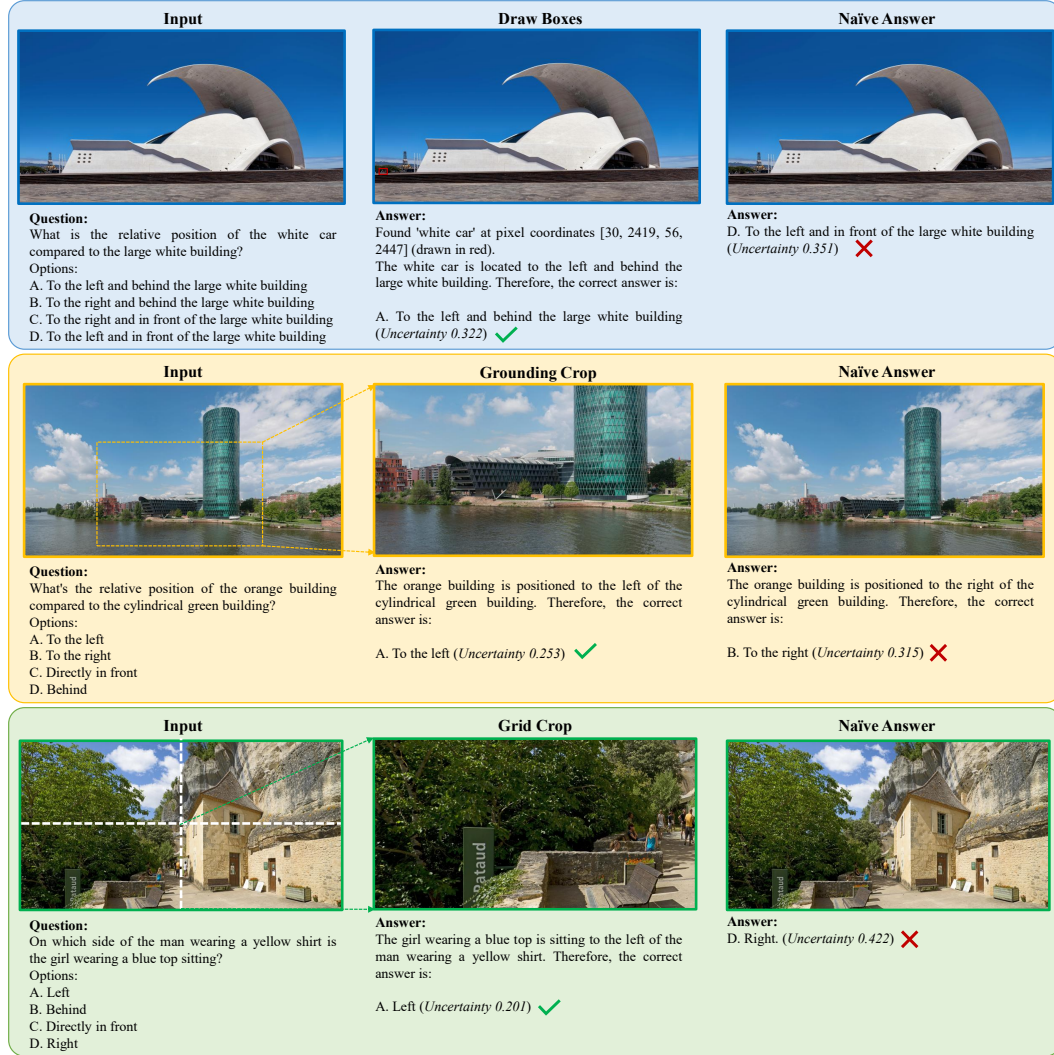 Input
Draw Boxes
Naïve Answer
Question:
What is the relative position of the white car
compared to the large white building?
Options:
A. To the left and behind the large white building
B. To the right and behind the large white building
C. To the right and in front of the large white building
D. To the left and in front of the large white building
Answer:
Found 'white car' at pixel coordinates [30, 2419, 56,
2447] (drawn in red).
The white car is located to the left and behind the
large white building. Therefore, the correct answer is:
A. To the left and behind the large white building
(Uncertainty 0.322)
Answer:
D. To the left and in front of the large white building
(Uncertainty 0.351)
Input
Grounding Crop
Naïve Answer
Question:
What's the relative position of the orange building
compared to the cylindrical green building?
Options:
A. To the left
B. To the right
C. Directly in front
D. Behind
Answer:
The orange building is positioned to the left of the
cylindrical green building. Therefore, the correct
answer is:
A. To the left (Uncertainty 0.253)
Answer:
The orange building is positioned to the right of the
cylindrical green building. Therefore, the correct
answer is:
B. To the right (Uncertainty 0.315)
Input
Grid Crop
Naïve Answer
Pataud
Pataud
Pataud
Question:
On which side of the man wearing a yellow shirt is
the girl wearing a blue top sitting?
Options:
A. Left
B. Behind
C. Directly in front
D. Right
Answer:
The girl wearing a blue top is sitting to the left of the
man wearing a yellow shirt. Therefore, the correct
answer is:
A. Left (Uncertainty 0.201)
Answer:
D. Right. (Uncertainty 0.422)